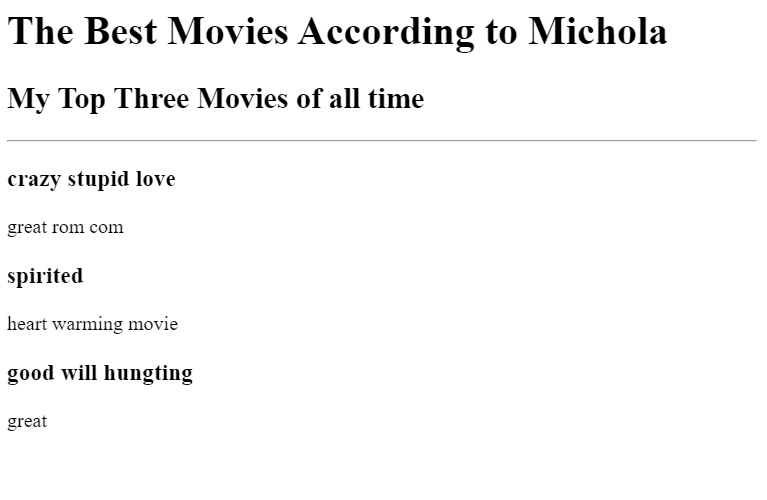 The Best Movies According to Michola
My Top Three Movies of all time
crazy stupid love
great rom com
spirited
heart warming movie
good will hungting
great